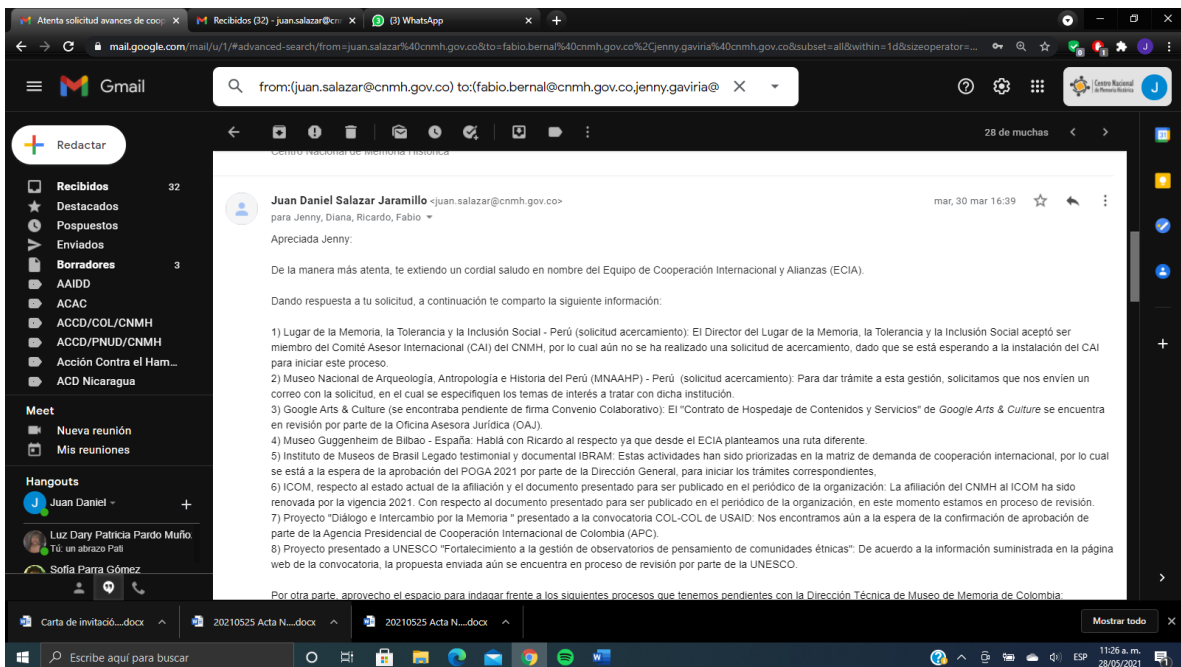 Atenta solicitud avances de coop
Recibidos (32) - juan.salazar@cnm
(3) WhatsApp
mail.google.com/mail/u/1/#advanced-search/from=juan.salazar%40cnmh.gov.co&to=fabio.bernal%40cnmh.gov.co%2Cjenny.gaviria%40cnmh.gov.co&subset=all&within=1d&sizeoperator=...
Gmail
from:(juan.salazar@cnmh.gov.co) to:(fabio.bernal@cnmh.gov.co,jenny.gaviria@
Centro Nacional de Memoria Histórica
J
Redactar
28 de muchas
Recibidos 32
Destacados
Pospuestos
Enviados
Borradores 3
AAIDD
ACAC
ACCD/COL/CNMH
ACCD/PNUD/CNMH
Acción Contra el Ham...
ACD Nicaragua
Meet
Nueva reunión
Mis reuniones
Hangouts
J Juan Daniel
Luz Dary Patricia Pardo Muño
Tú: un abrazo Pati
Sofía Parra Gómez
Centro Nacional de Memoria Histórica
Juan Daniel Salazar Jaramillo <juan.salazar@cnmh.gov.co>
mar, 30 mar 16:39
para Jenny, Diana, Ricardo, Fabio
Apreciada Jenny:
De la manera más atenta, te extiendo un cordial saludo en nombre del Equipo de Cooperación Internacional y Alianzas (ECIA).
Dando respuesta a tu solicitud, a continuación te comparto la siguiente información:
1) Lugar de la Memoria, la Tolerancia y la Inclusión Social - Perú (solicitud acercamiento): El Director del Lugar de la Memoria, la Tolerancia y la Inclusión Social aceptó ser
miembro del Comité Asesor Internacional (CAI) del CNMH, por lo cual aún no se ha realizado una solicitud de acercamiento, dado que se está esperando a la instalación del CAI
para iniciar este proceso.
2) Museo Nacional de Arqueología, Antropología e Historia del Perú (MNAAHP) - Perú (solicitud acercamiento): Para dar trámite a esta gestión, solicitamos que nos envíen un
correo con la solicitud, en el cual se especifiquen los temas de interés a tratar con dicha institución.
3) Google Arts & Culture (se encontraba pendiente de firma Convenio Colaborativo): El "Contrato de Hospedaje de Contenidos y Servicios" de Google Arts & Culture se encuentra
en revisión por parte de la Oficina Asesora Jurídica (OAJ).
4) Museo Guggenheim de Bilbao - España: Hablá con Ricardo al respecto ya que desde el ECIA planteamos una ruta diferente.
5) Instituto de Museos de Brasil Legado testimonial y documental IBRAM: Estas actividades han sido priorizadas en la matriz de demanda de cooperación internacional, por lo cual
se está a la espera de la aprobación del POGA 2021 por parte de la Dirección General, para iniciar los trámites correspondientes,
6) ICOM, respecto al estado actual de la afiliación y el documento presentado para ser publicado en el periódico de la organización: La afiliación del CNMH al ICOM ha sido
renovada por la vigencia 2021. Con respecto al documento presentado para ser publicado en el periódico de la organización, en este momento estamos en proceso de revisión.
7) Proyecto "Diálogo e Intercambio por la Memoria " presentado a la convocatoria COL-COL de USAID: Nos encontramos aún a la espera de la confirmación de aprobación de
parte de la Agencia Presidencial de Cooperación Internacional de Colombia (APC).
8) Proyecto presentado a UNESCO "Fortalecimiento a la gestión de observatorios de pensamiento de comunidades étnicas": De acuerdo a la información suministrada en la página
web de la convocatoria, la propuesta enviada aún se encuentra en proceso de revisión por parte de la UNESCO.
Por otra parte, aprovecho el espacio para indagar frente a los siguientes procesos que tenemos pendientes con la Dirección Técnica de Museo de Memoria de Colombia:
Carta de invitació....docx
20210525 Acta N....docx
20210525 Acta N....docx
Mostrar todo
Escribe aquí para buscar
ESP
11:26 a. m.
28/05/2021